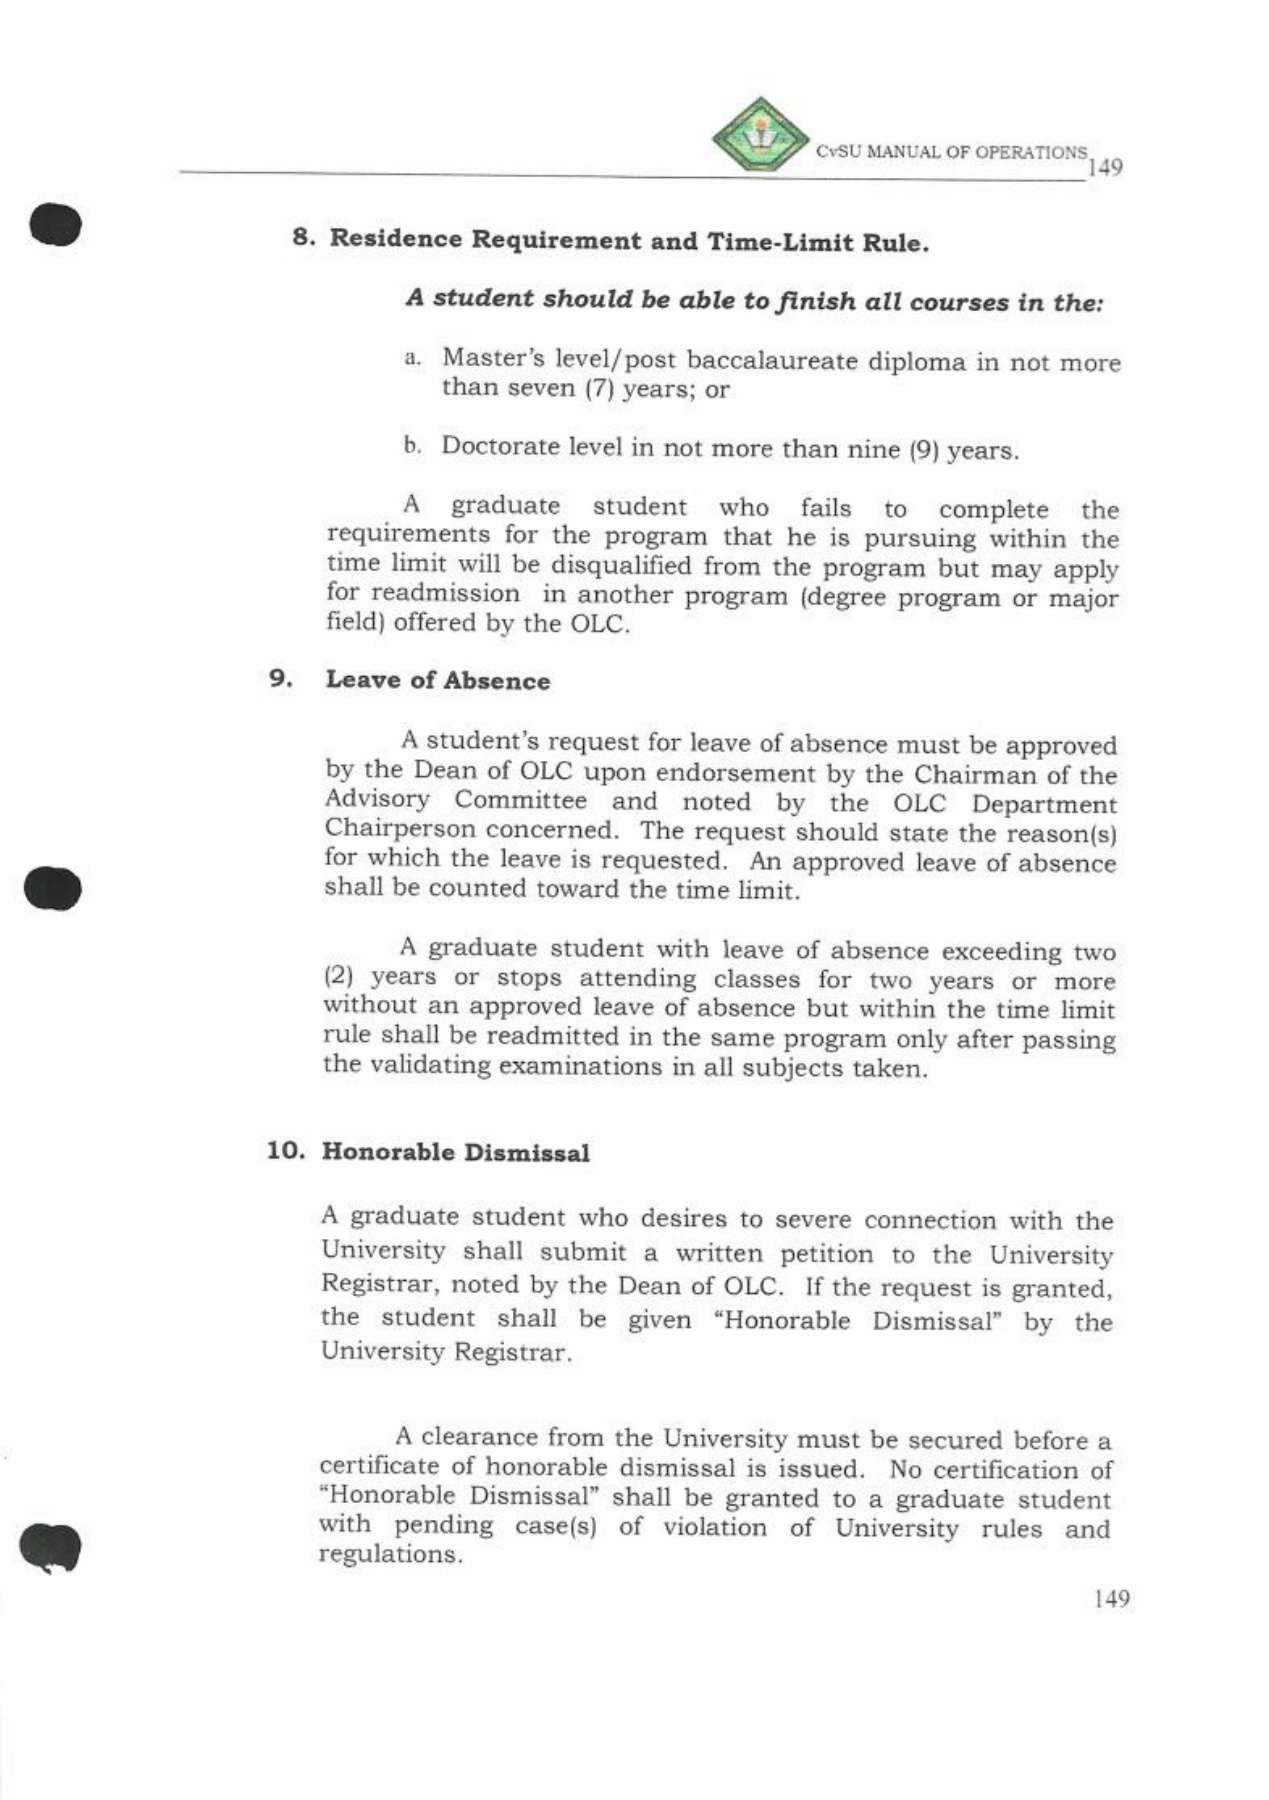 CvSU MANUAL OF OPERATIONS
149
8. Residence Requirement and Time-Limit Rule.
A student should be able to finish all courses in the:
a. Master's level/post baccalaureate diploma in not more
than seven (7) years; or
b. Doctorate level in not more than nine (9) years.
A graduate student who fails to complete the
requirements for the program that he is pursuing within the
time limit will be disqualified from the program but may apply
for readmission in another program (degree program or major
field) offered by the OLC.
9. Leave of Absence
A student's request for leave of absence must be approved
by the Dean of OLC upon endorsement by the Chairman of the
Advisory Committee and noted by the OLC Department
Chairperson concerned. The request should state the reason(s)
for which the leave is requested. An approved leave of absence
shall be counted toward the time limit.
A graduate student with leave of absence exceeding two
(2) years or stops attending classes for two years or more
without an approved leave of absence but within the time limit
rule shall be readmitted in the same program only after passing
the validating examinations in all subjects taken.
10. Honorable Dismissal
A graduate student who desires to severe connection with the
University shall submit a written petition to the University
Registrar, noted by the Dean of OLC. If the request is granted,
the student shall be given “Honorable Dismissal” by the
University Registrar.
A clearance from the University must be secured before a
certificate of honorable dismissal is issued. No certification of
“Honorable Dismissal” shall be granted to a graduate student
with pending case(s) of violation of University rules and
regulations.
149